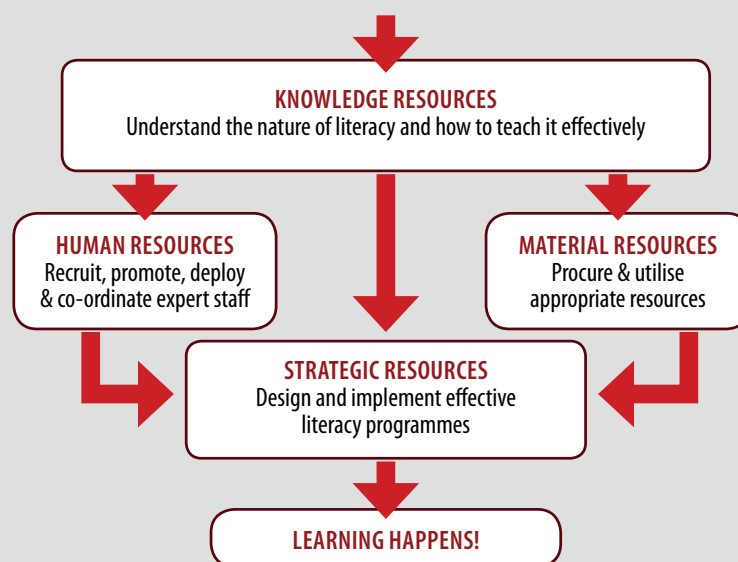 KNOWLEDGE RESOURCES
Understand the nature of literacy and how to teach it effectively
HUMAN RESOURCES
Recruit, promote, deploy
& co-ordinate expert staff
MATERIAL RESOURCES
Procure & utilise
appropriate resources
STRATEGIC RESOURCES
Design and implement effective
literacy programmes
LEARNING HAPPENS!